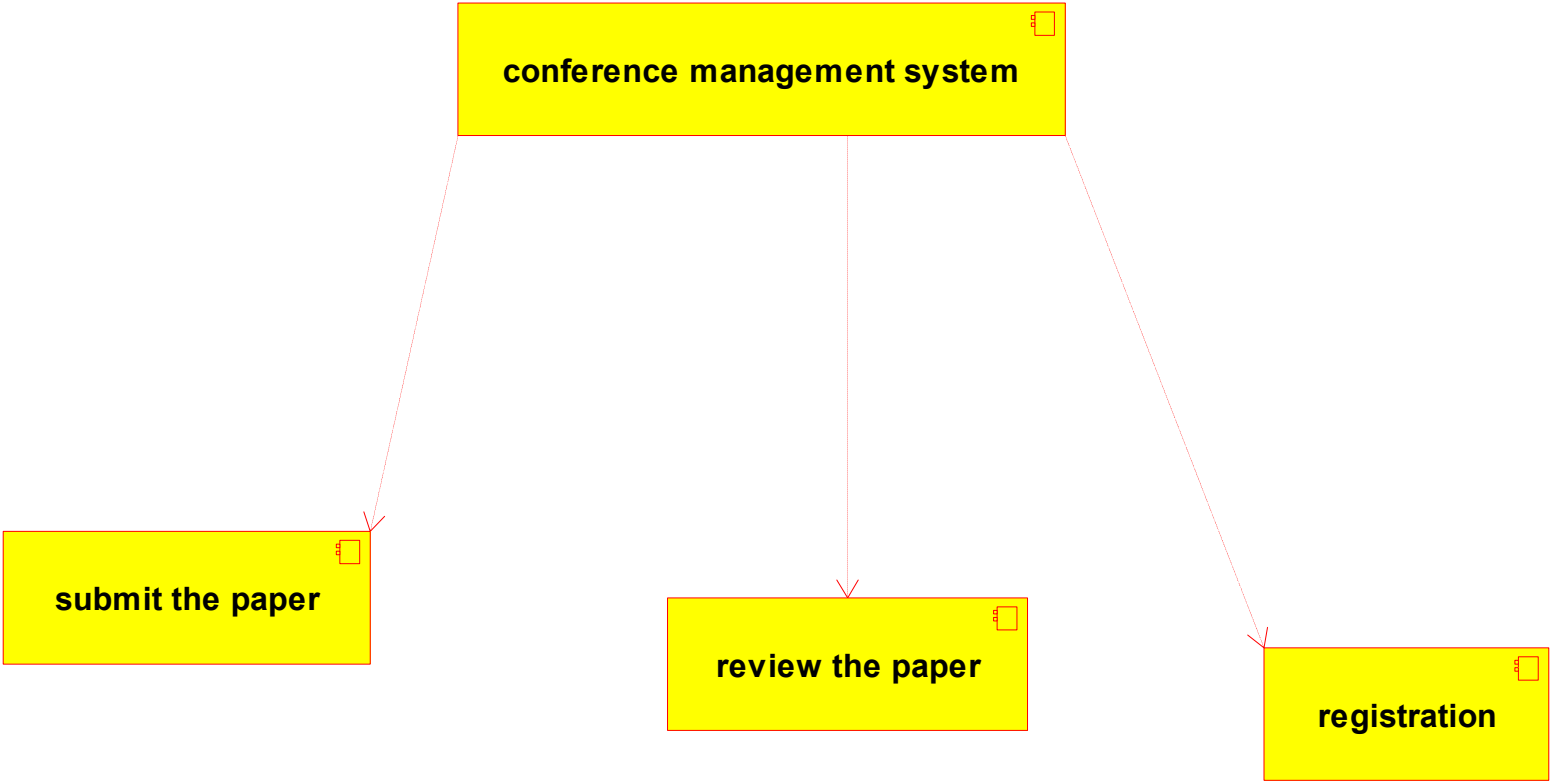 conference management system
submit the paper
review the paper
registration